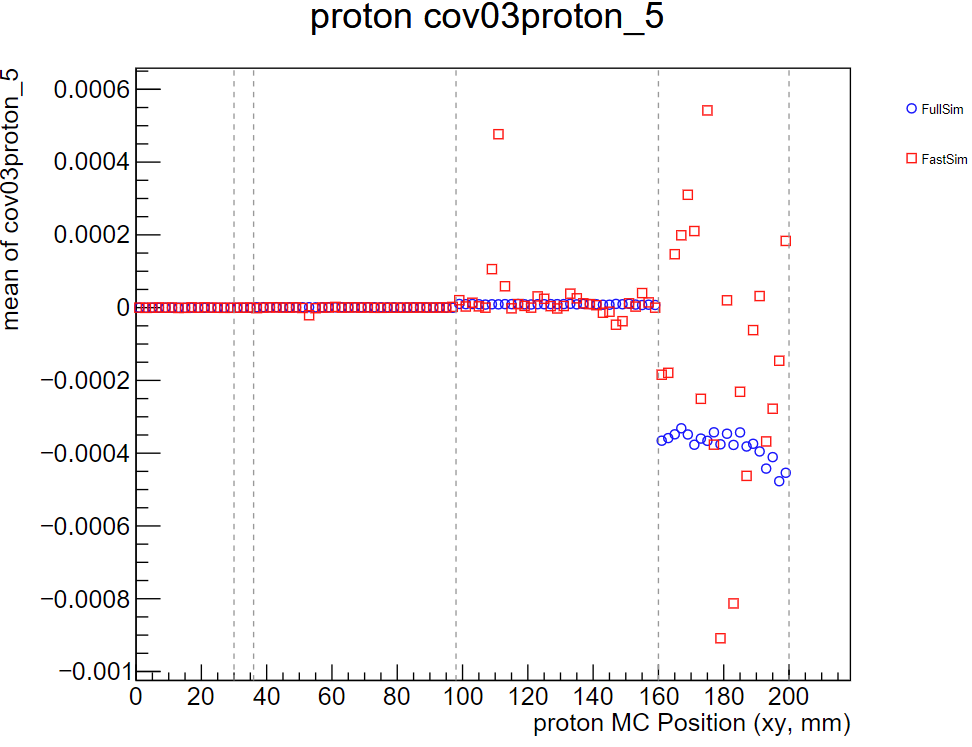 proton cov03proton_5
mean of cov03proton_5
0.0006
0.0004
0.0002
0
−0.0002
−0.0004
−0.0006
−0.0008
−0.001
0 20 40 60 80 100 120 140 160 180 200
proton MC Position (xy, mm)
FullSim
FastSim